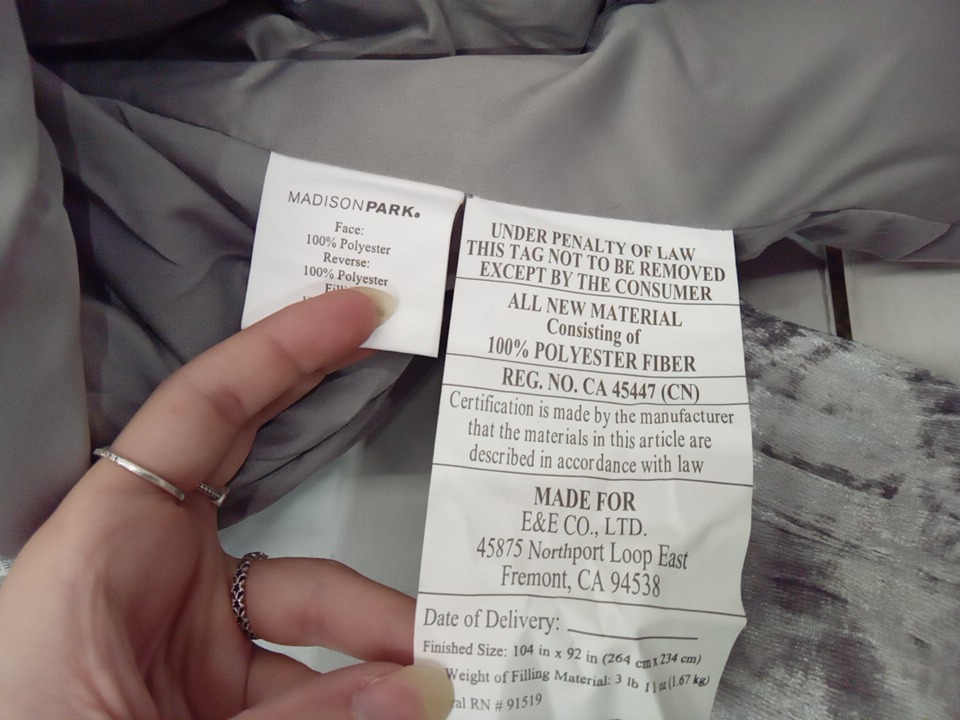 MADISONPARK.
Face:
100% Polyester
Reverse:
100% Polyester
UNDER PENALTY OF LAW
THIS TAG NOT TO BE REMOVED
EXCEPT BY THE CONSUMER
ALL NEW MATERIAL
Consisting of
100% POLYESTER FIBER
REG. NO. CA 45447 (CN)
Certification is made by the manufacturer
that the materials in this article are
described in accordance with law
MADE FOR
E&E CO., LTD.
45875 Northport Loop East
Fremont, CA 94538
Date of Delivery:
Finished Size: 104 in x 92 in (264 cm x 234 cm)
Weight of Filling Material: 3 lb 11 oz (1.67 kg)
RN # 91519